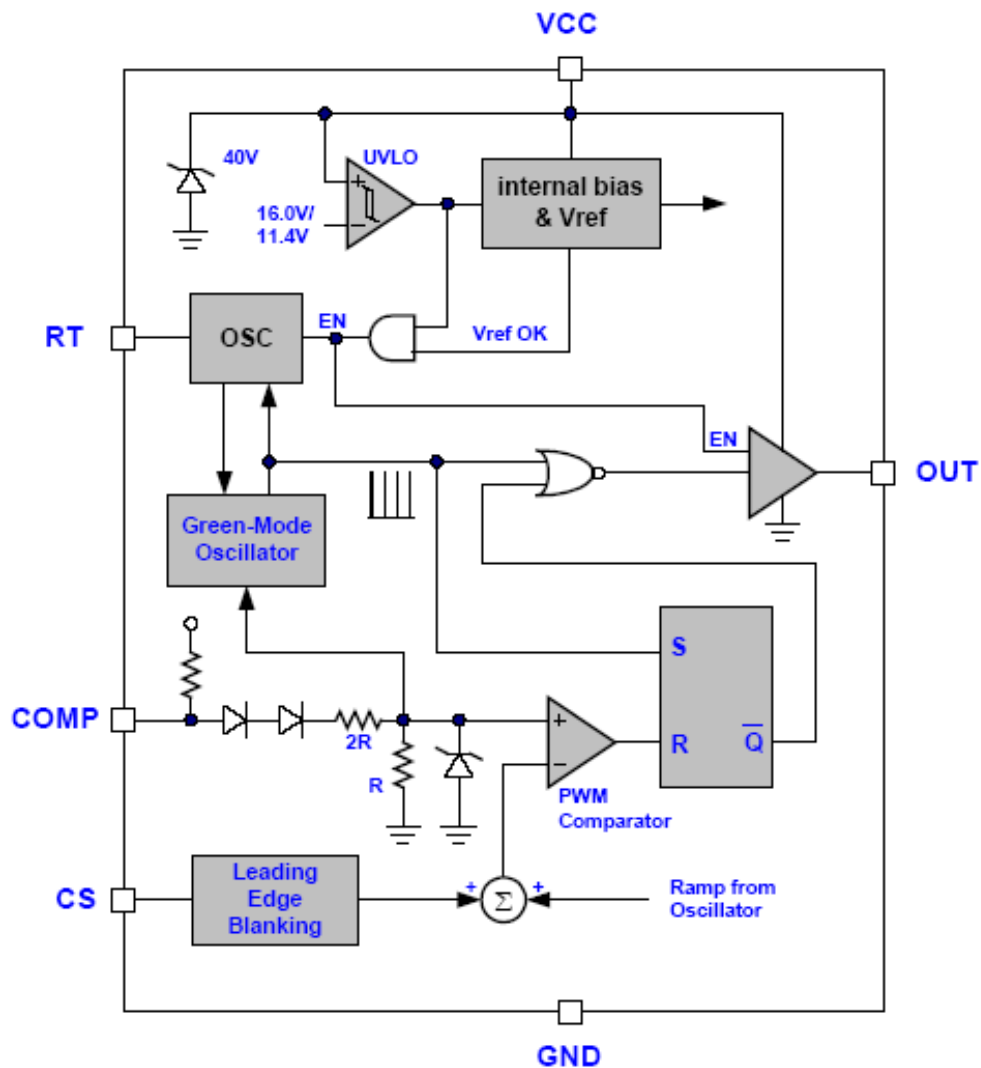 VCC
40V
UVLO
internal bias
& Vref
16.0V/
11.4V
RT
OSC
EN
Vref OK
EN
OUT
Green-Mode
Oscillator
S
COMP
2R
R
+
−
PWM
Comparator
R
Q̅
CS
Leading
Edge
Blanking
+
Σ
+
Ramp from
Oscillator
+
−
GND